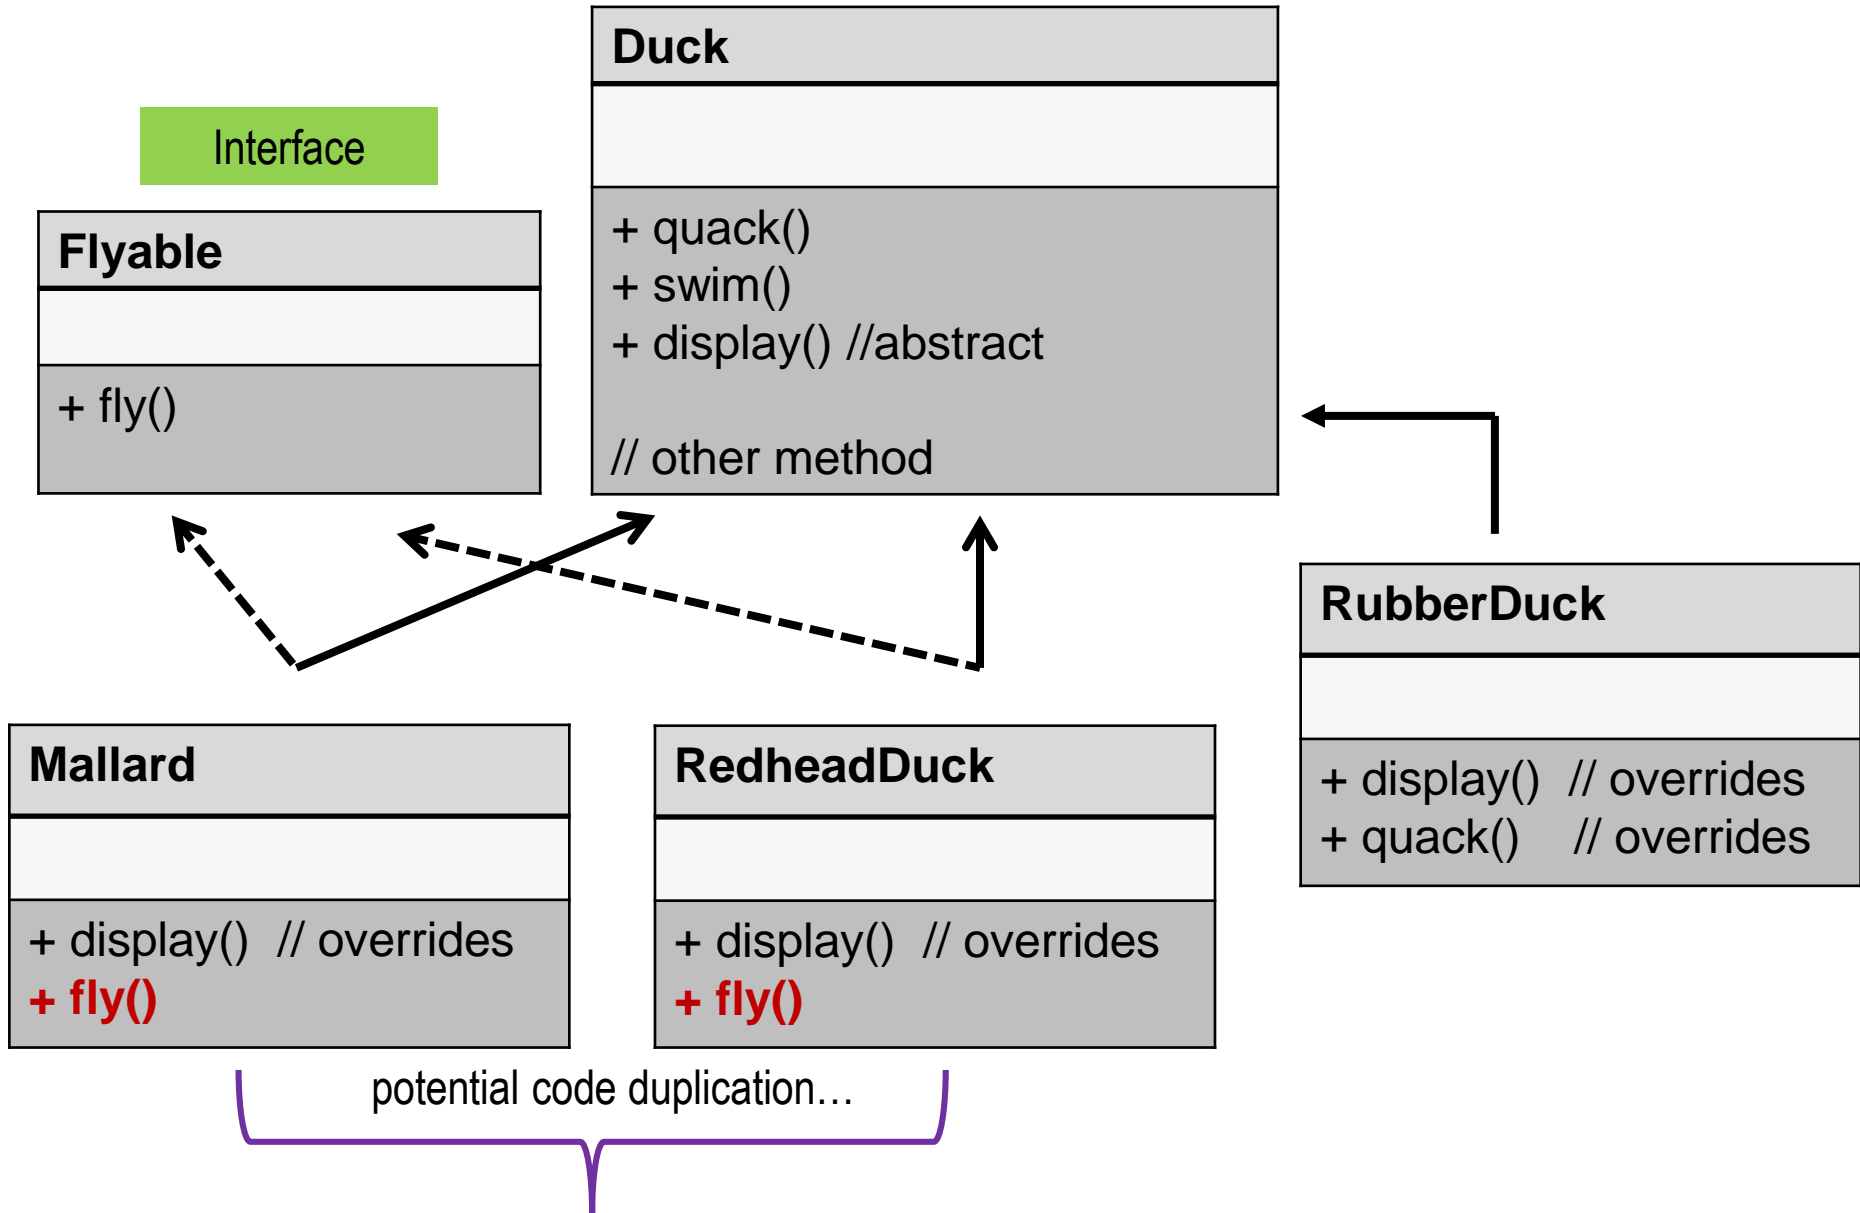 Duck
Interface
+ quack()
+ swim()
+ display() //abstract
// other method
Flyable
+ fly()
RubberDuck
+ display() // overrides
+ quack() // overrides
Mallard
+ display() // overrides
+ fly()
RedheadDuck
+ display() // overrides
+ fly()
potential code duplication…